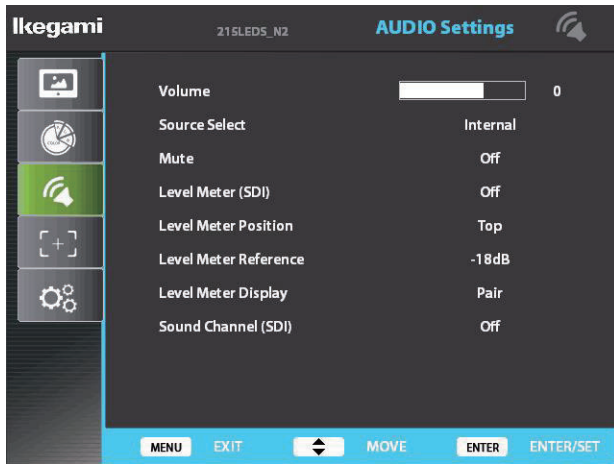 Ikegami 215LEDS_N2 AUDIO Settings
COLOR
Volume 0
Source Select Internal
Mute Off
Level Meter (SDI) Off
Level Meter Position Top
Level Meter Reference -18dB
Level Meter Display Pair
Sound Channel (SDI) Off
MENU EXIT MOVE ENTER ENTER/SET